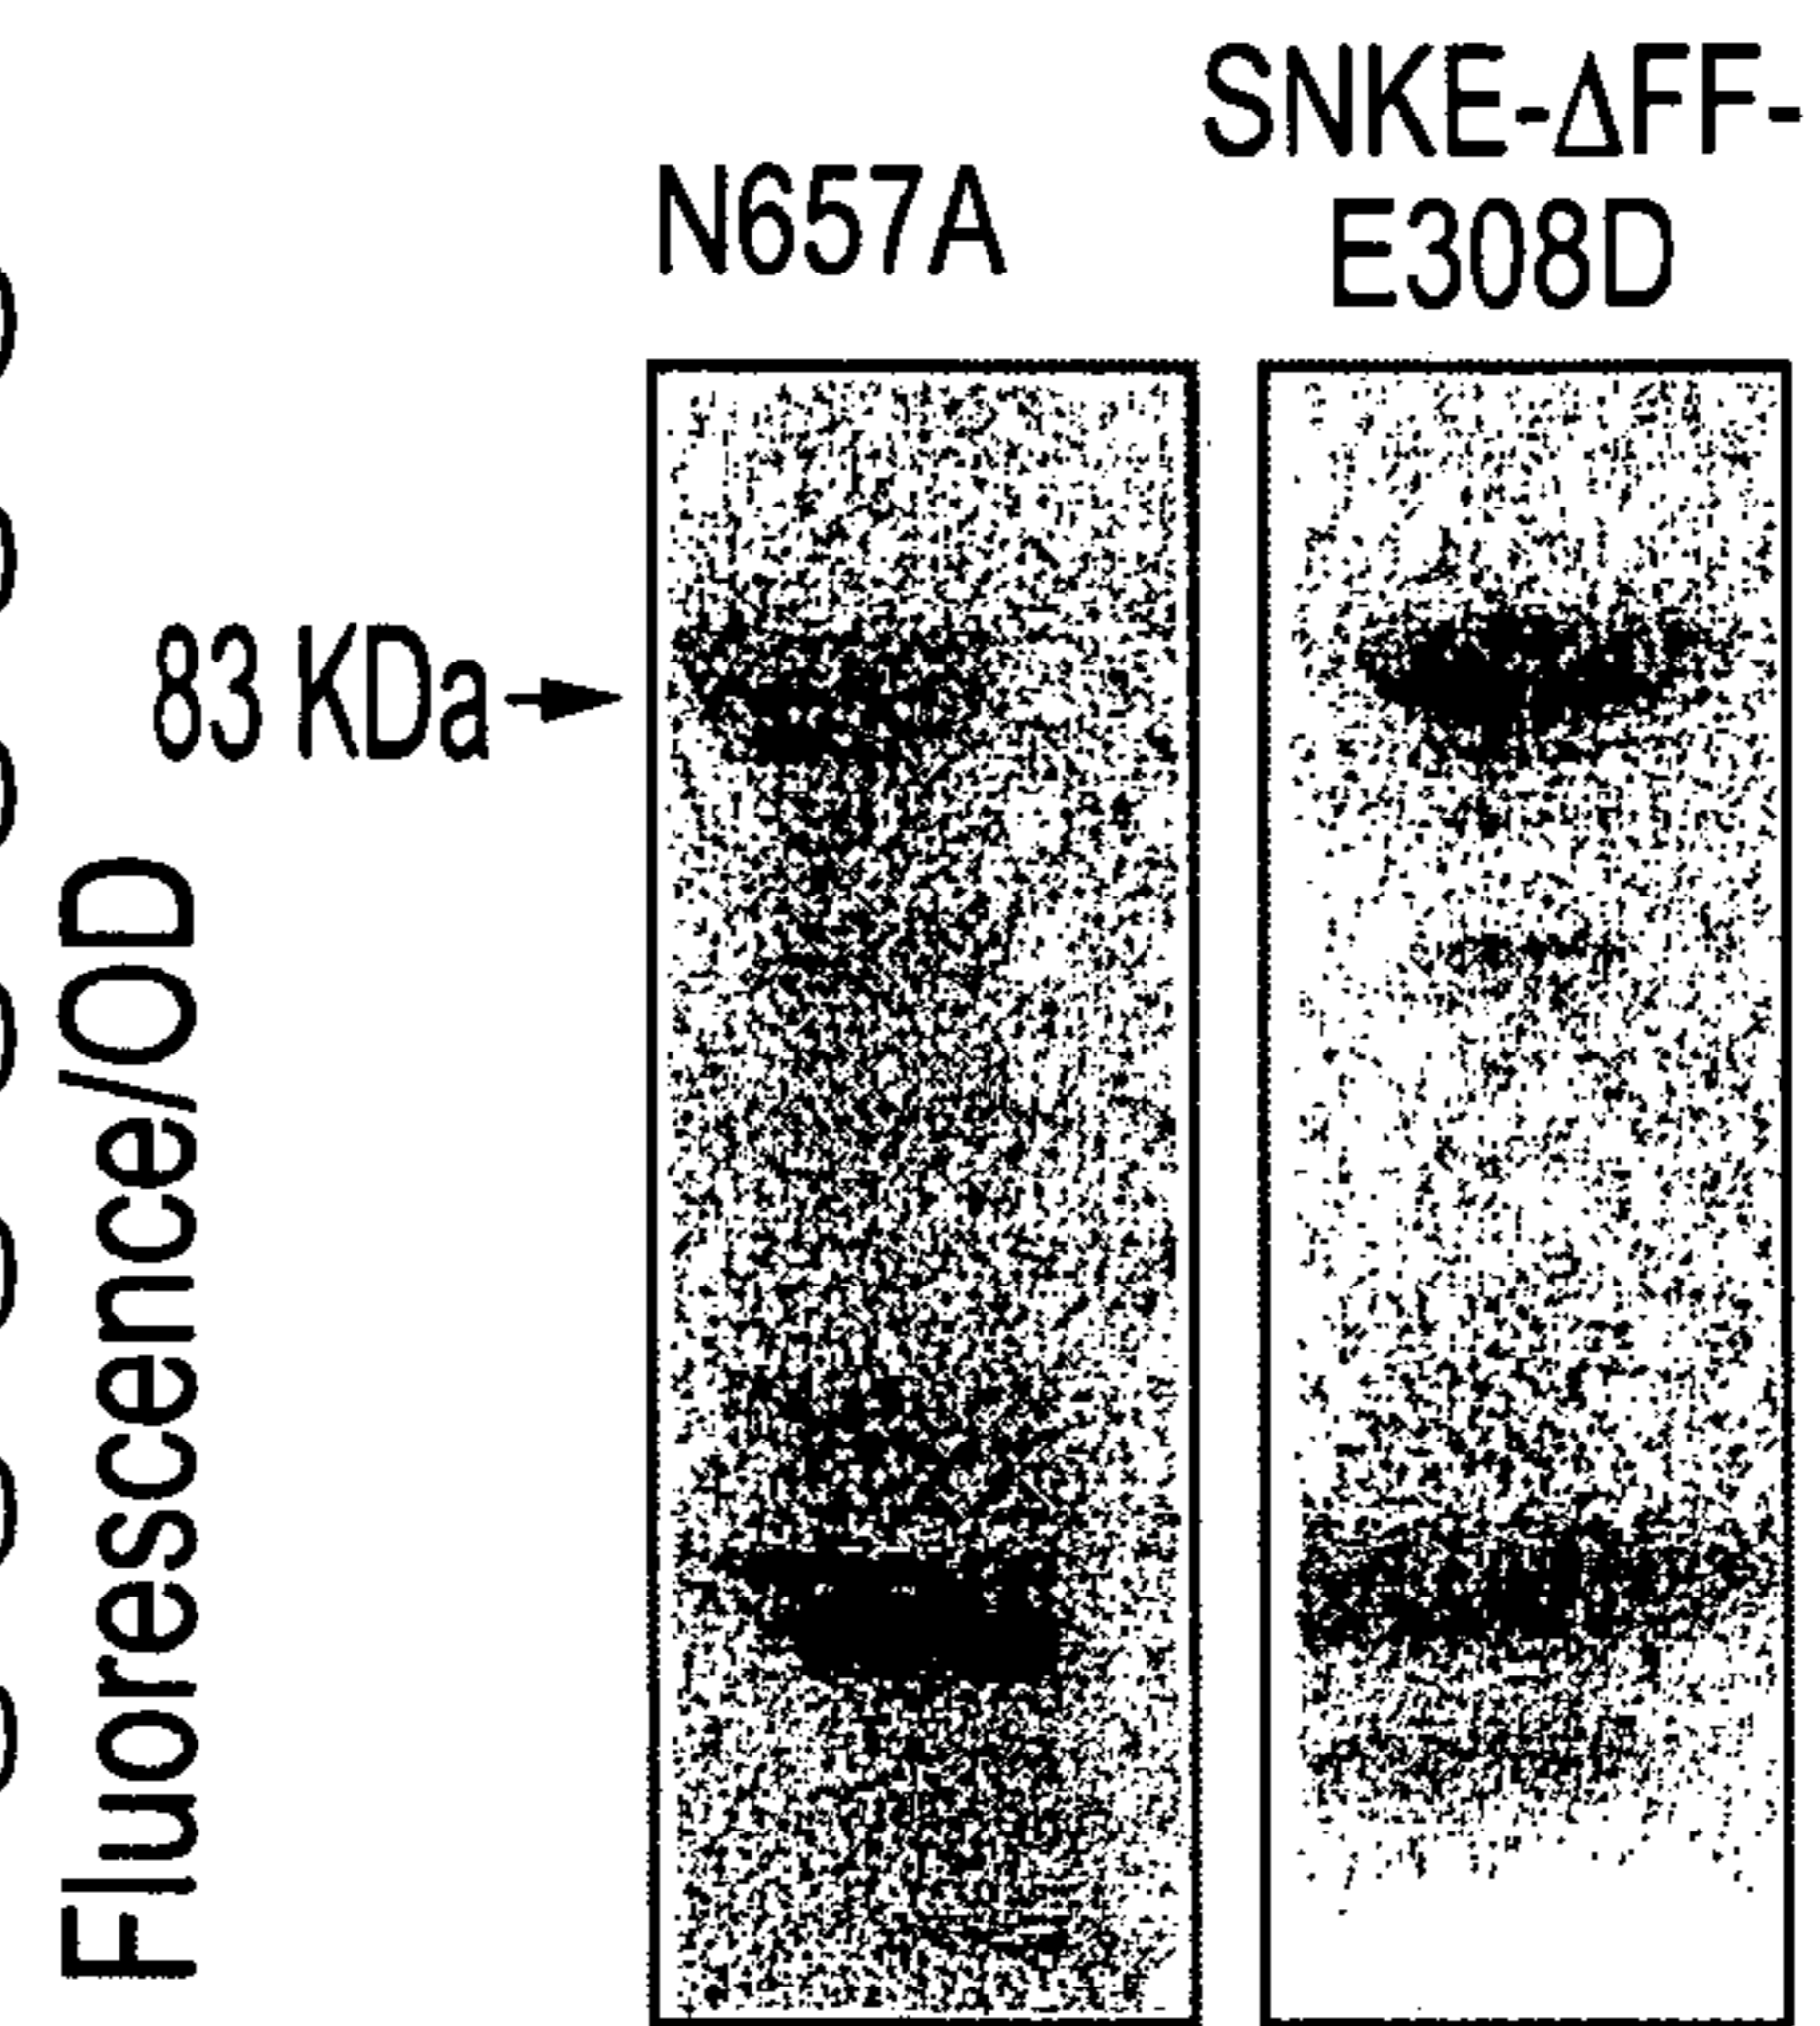 SNKE-ΔFF-
E308D
N657A
83 KDa
Fluorescence/OD